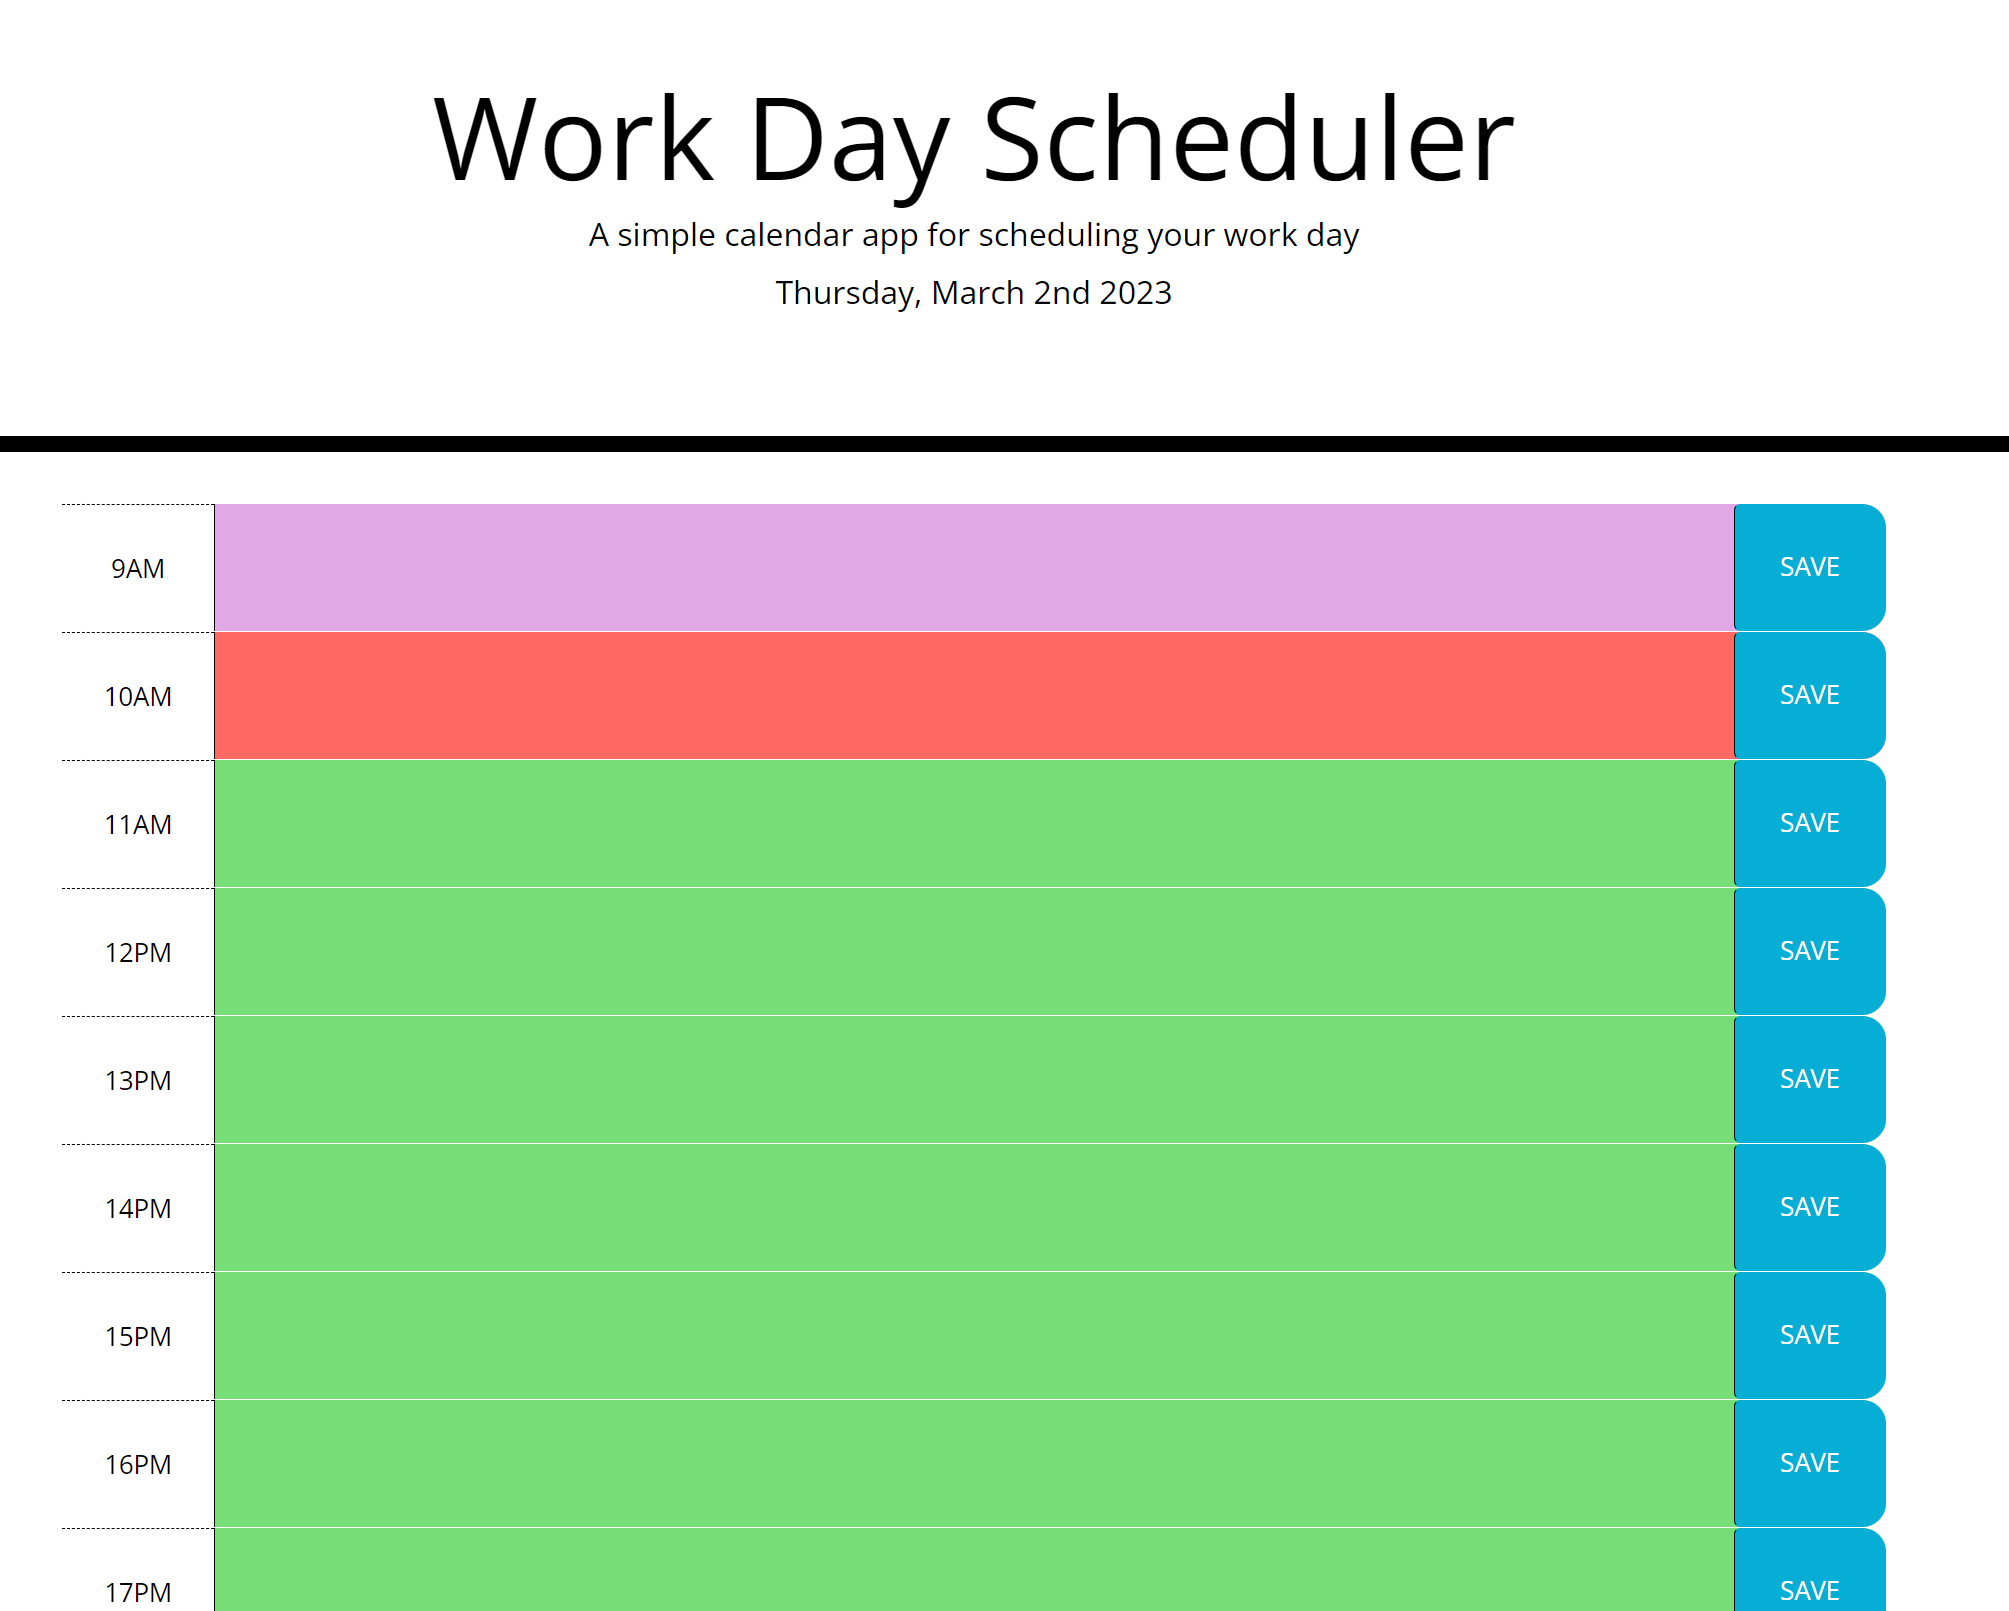 Work Day Scheduler
A simple calendar app for scheduling your work day
Thursday, March 2nd 2023
9AM SAVE
10AM SAVE
11AM SAVE
12PM SAVE
13PM SAVE
14PM SAVE
15PM SAVE
16PM SAVE
17PM SAVE